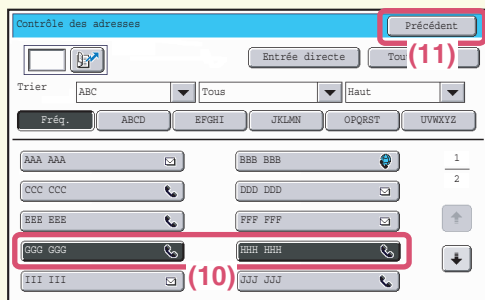 Contrôle des adresses
Précédent
Entrée directe
Tou
(11)
Trier
ABC
Tous
Haut
Fréq.
ABCD
EFGHI
JKLMN
OPQRST
UVWXYZ
AAA AAA
BBB BBB
1
CCC CCC
DDD DDD
2
EEE EEE
FFF FFF
GGG GGG
HHH HHH
(10)
III III
JJJ JJJ